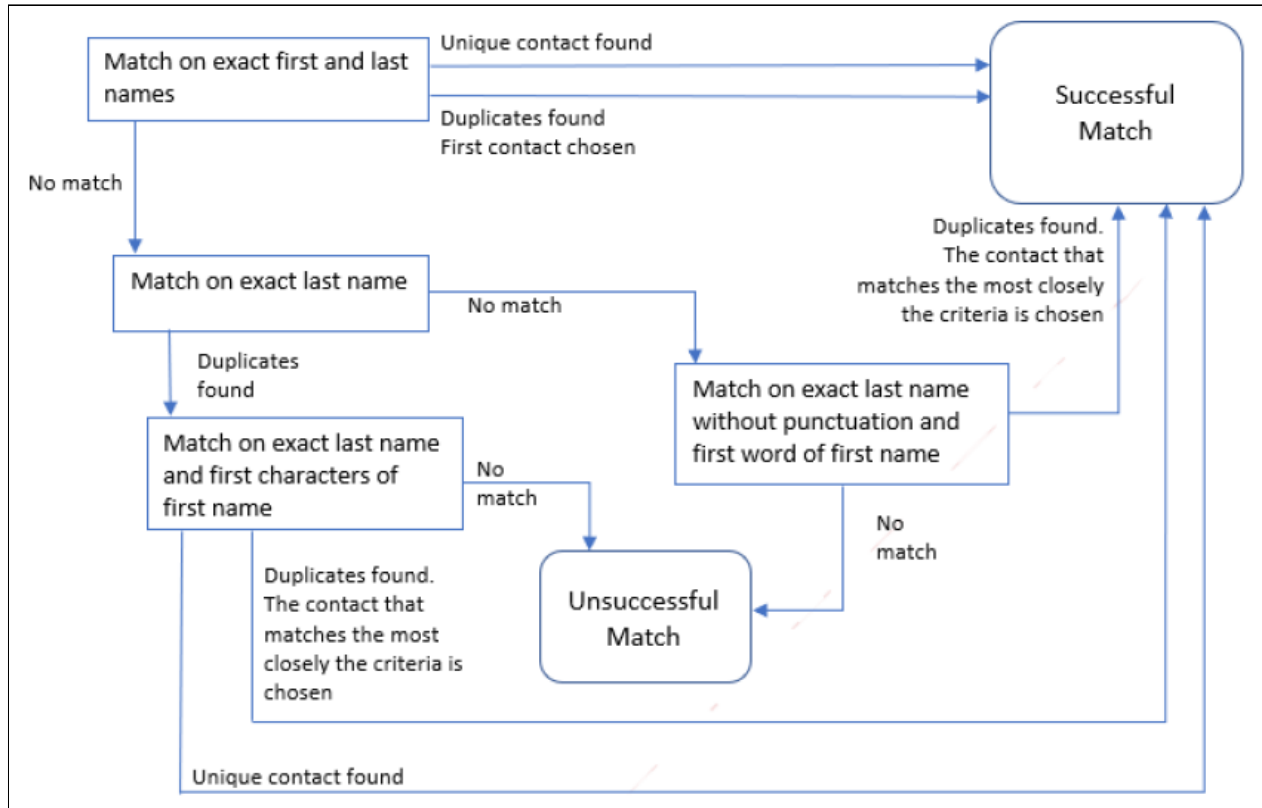 Unique contact found
Match on exact first and last
names
Successful
Match
Duplicates found
First contact chosen
No match
Duplicates found.
The contact that
matches the most closely
the criteria is chosen
Match on exact last name
No match
Duplicates
found
Match on exact last name
without punctuation and
first word of first name
Match on exact last name
and first characters of
first name
No
match
No
match
Duplicates found.
The contact that
matches the most
closely the criteria is
chosen
Unsuccessful
Match
Unique contact found